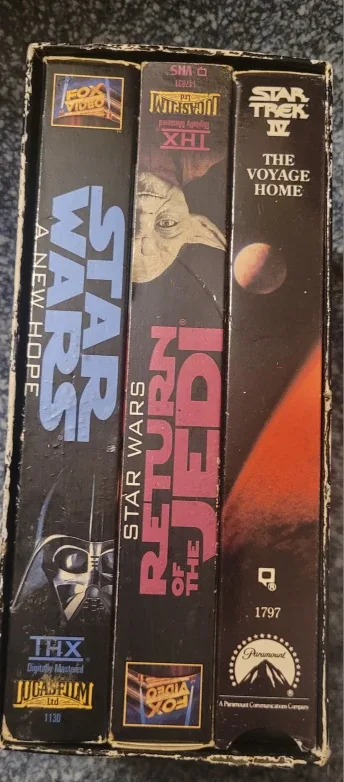 FOX
VIDEO
STAR
WARS
A NEW HOPE
THX
Digitally Mastered
LUCASFILM
Ltd
1130
VHS
147831
LUCASFILM
Ltd
THX
Digitally Mastered
STAR WARS
RETURN
OF THE
JEDI
FOX
VIDEO
STAR
TREK
IV
THE
VOYAGE
HOME
®
1797
Paramount
®
A Paramount Communications Company